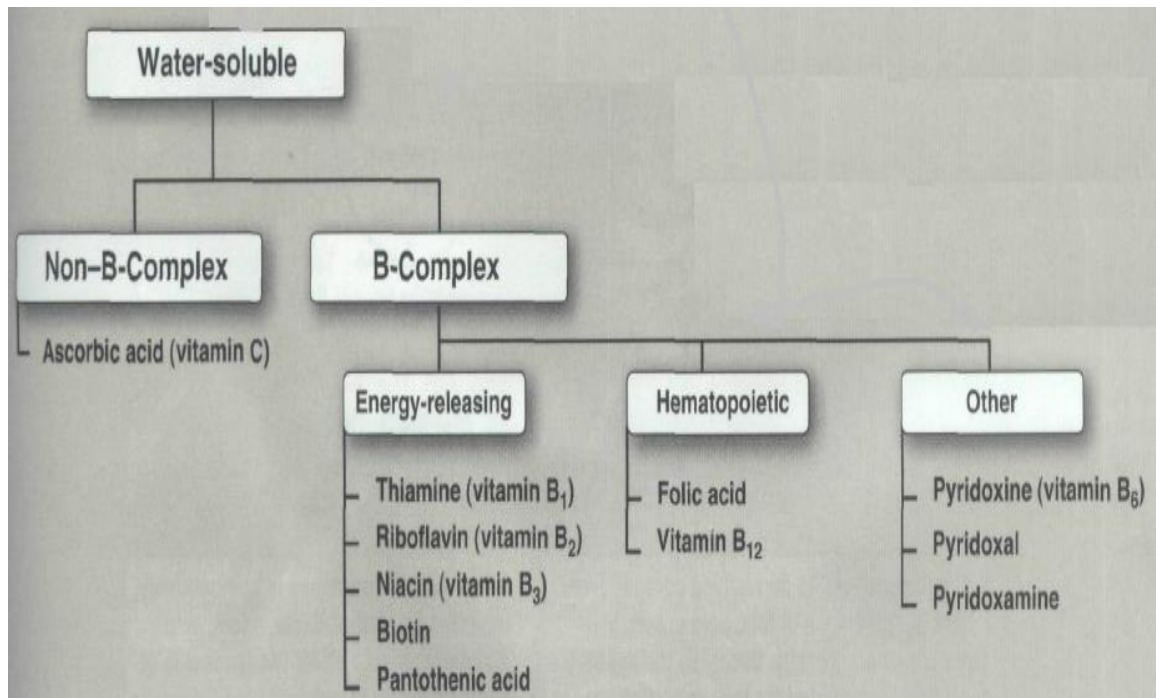 Water-soluble
Non–B-Complex
B-Complex
Ascorbic acid (vitamin C)
Energy-releasing
Hematopoietic
Other
Thiamine (vitamin B₁)
Riboflavin (vitamin B₂)
Niacin (vitamin B₃)
Biotin
Pantothenic acid
Folic acid
Vitamin B₁₂
Pyridoxine (vitamin B₆)
Pyridoxal
Pyridoxamine